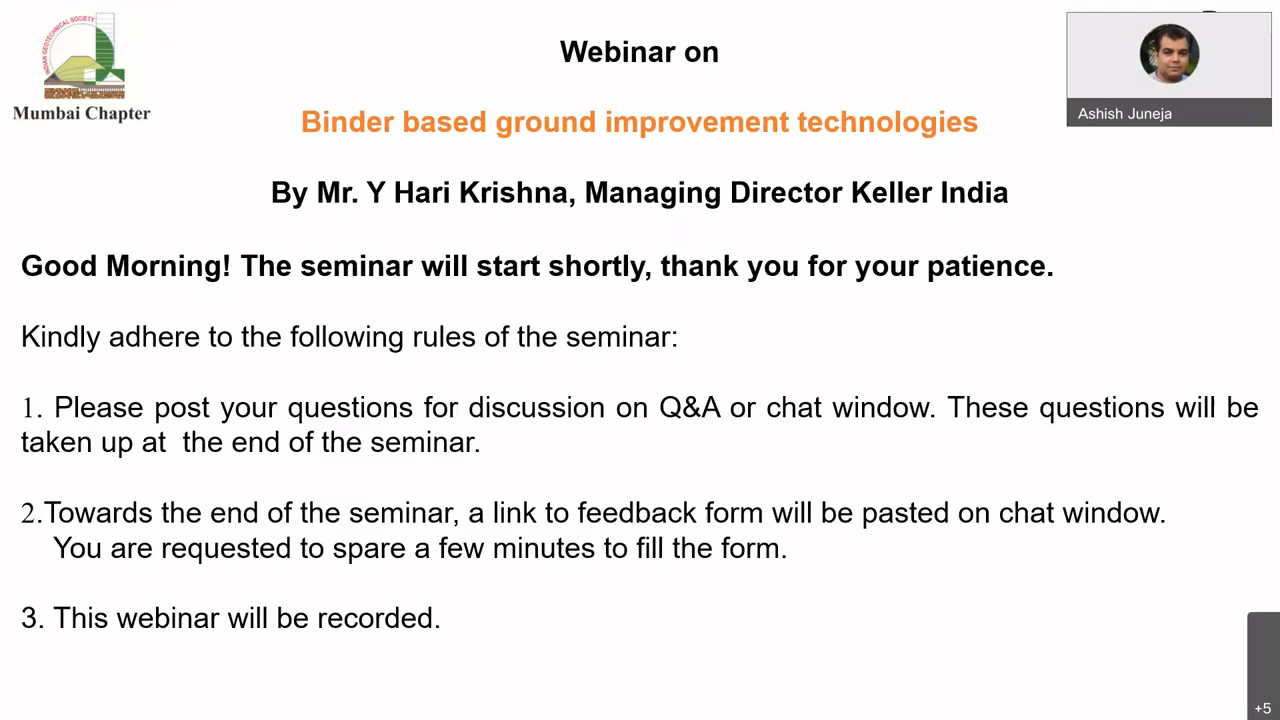 INDIAN GEOTECHNICAL SOCIETY
Mumbai Chapter
Webinar on
Binder based ground improvement technologies
By Mr. Y Hari Krishna, Managing Director Keller India
Ashish Juneja
Good Morning! The seminar will start shortly, thank you for your patience.
Kindly adhere to the following rules of the seminar:
1. Please post your questions for discussion on Q&A or chat window. These questions will be
taken up at the end of the seminar.
2.Towards the end of the seminar, a link to feedback form will be pasted on chat window.
You are requested to spare a few minutes to fill the form.
3. This webinar will be recorded.
+5